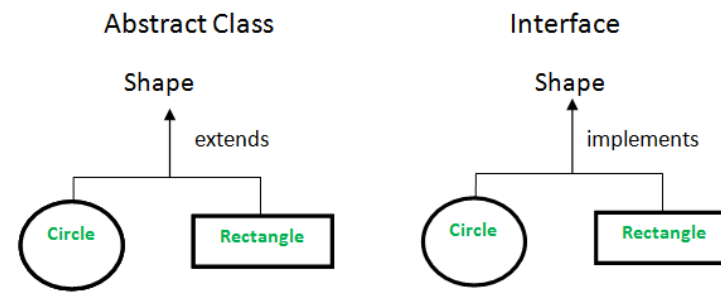 Abstract Class
Shape
extends
Circle
Rectangle
Interface
Shape
implements
Circle
Rectangle